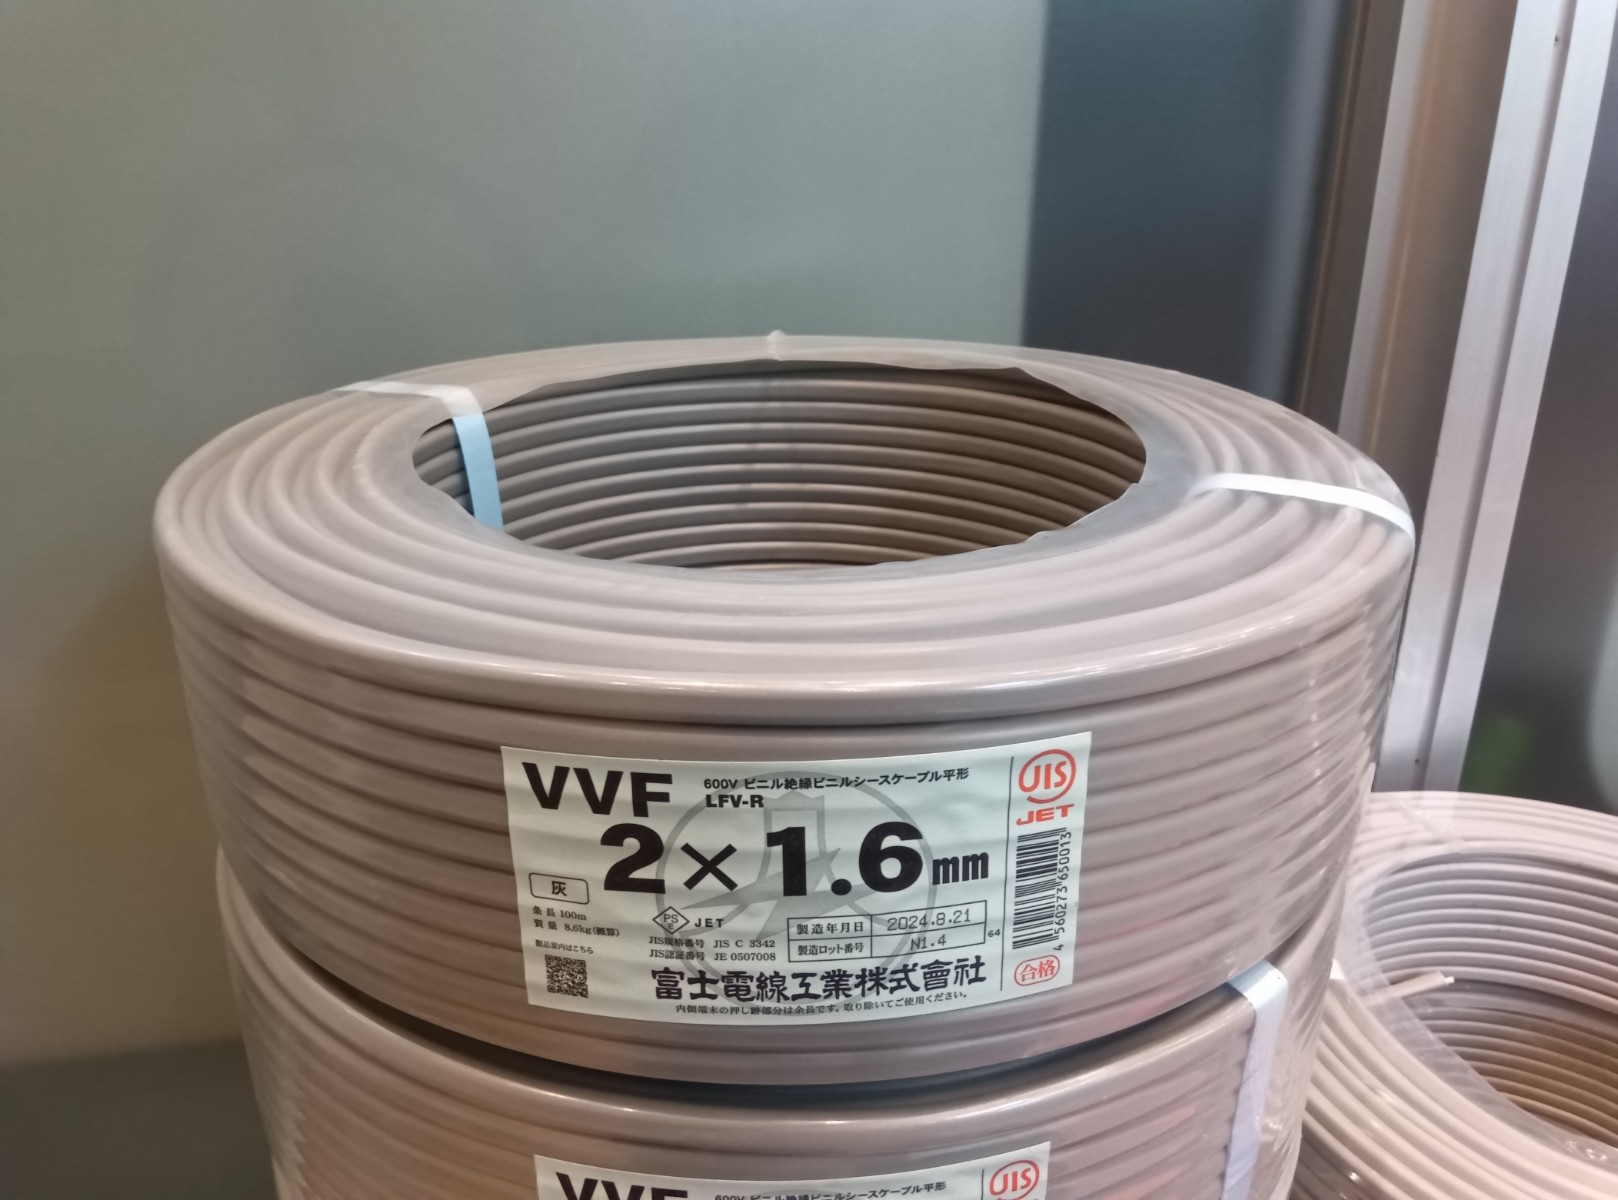 VVF 600V ビニル絶縁ビニルシースケーブル平形
LFV-R
2×1.6mm
灰
条長 100m
質量 8.6kg(概算)
製品案内はこちら
PS E JET
JIS規格番号 JIS C 3342
JIS認証番号 JE 0507008
製造年月日 2024.8.21
製造ロット番号 N1.4
64
富士電線工業株式會社
内側端末の押し跡部分は余長です。取り除いてご使用ください。
JIS
JET
4560273650013
合格
VVF 600V ビニル絶縁ビニルシースケーブル平形
JIS